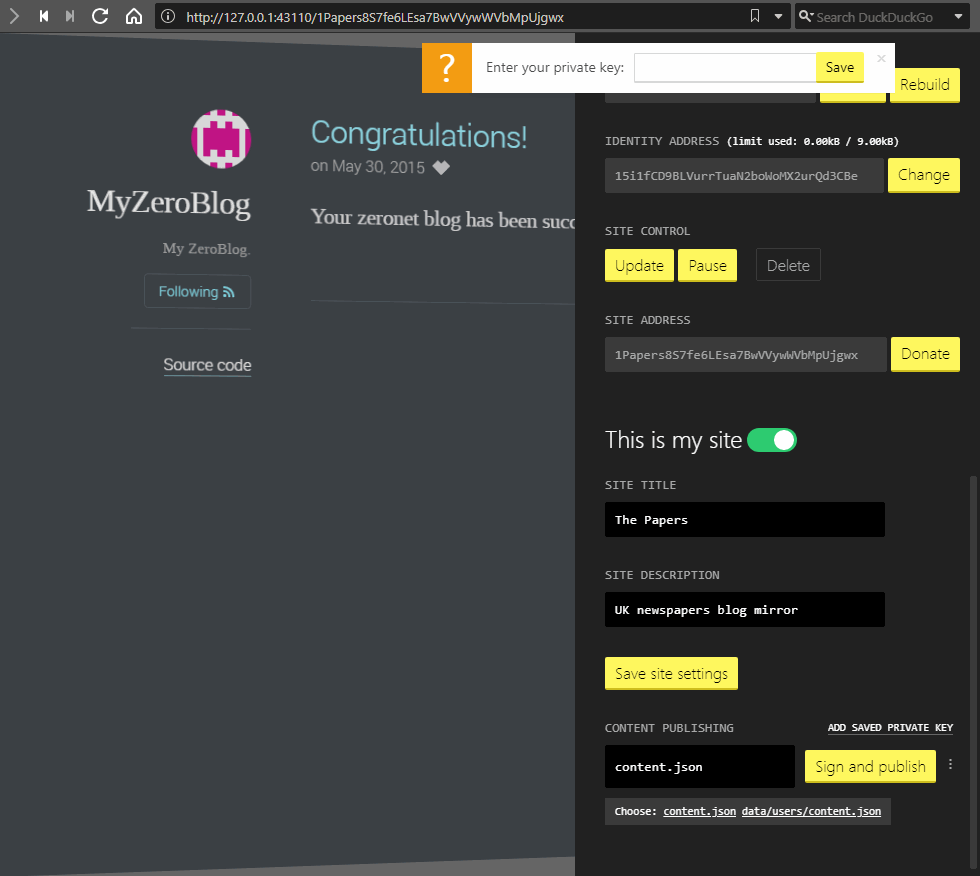 http://127.0.0.1:43110/1Papers8S7fe6LEsa7BwVVywWVbMpUjgwx
Search DuckDuckGo
?
Enter your private key:
Save
×
Rebuild
IDENTITY ADDRESS (limit used: 0.00kB / 9.00kB)
15i1fCD9BLVurrTuaN2boWoMX2urQd3CBe
Change
SITE CONTROL
Update
Pause
Delete
SITE ADDRESS
1Papers8S7fe6LEsa7BwVVywWVbMpUjgwx
Donate
This is my site
SITE TITLE
The Papers
SITE DESCRIPTION
UK newspapers blog mirror
Save site settings
CONTENT PUBLISHING
ADD SAVED PRIVATE KEY
content.json
Sign and publish
Choose: content.json data/users/content.json
MyZeroBlog
My ZeroBlog.
Following
Source code
Congratulations!
on May 30, 2015
Your zeronet blog has been succ